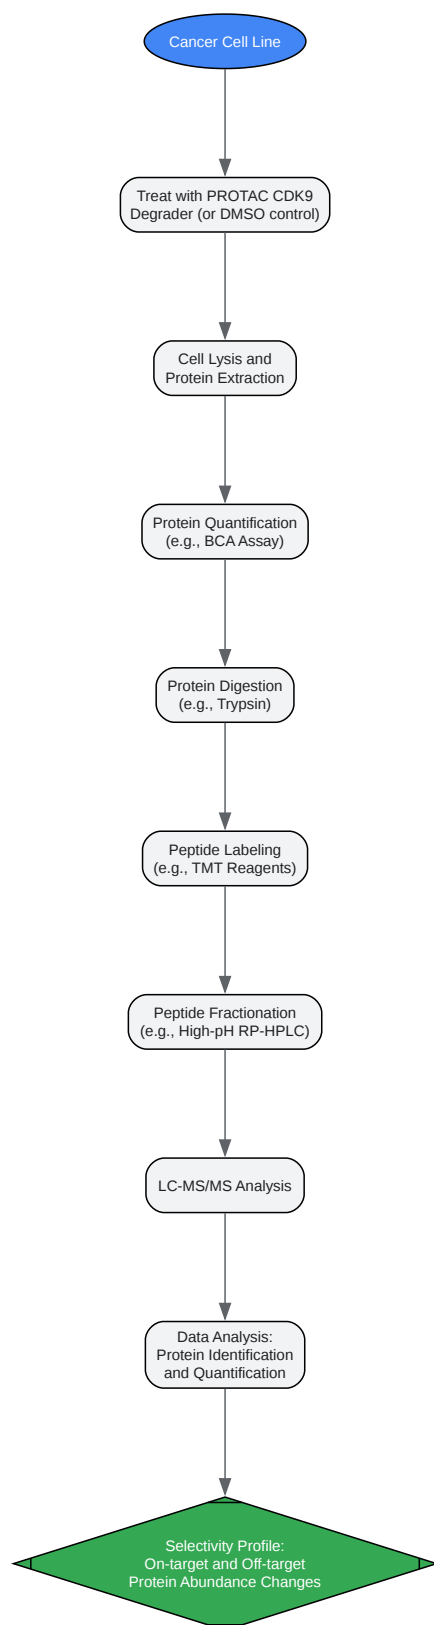 Cancer Cell Line
Treat with PROTAC CDK9
Degrader (or DMSO control)
Cell Lysis and
Protein Extraction
Protein Quantification
(e.g., BCA Assay)
Protein Digestion
(e.g., Trypsin)
Peptide Labeling
(e.g., TMT Reagents)
Peptide Fractionation
(e.g., High-pH RP-HPLC)
LC-MS/MS Analysis
Data Analysis:
Protein Identification
and Quantification
Selectivity Profile:
On-target and Off-target
Protein Abundance Changes